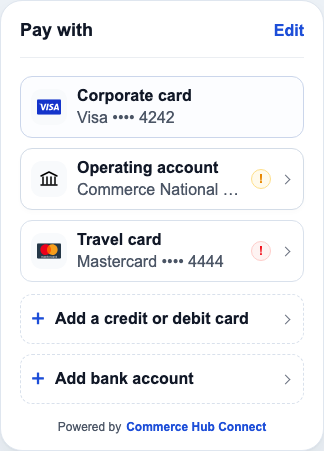 Pay with
Edit
VISA
Corporate card
Visa •••• 4242
Operating account
Commerce National …
!
Travel card
Mastercard •••• 4444
!
+ Add a credit or debit card
+ Add bank account
Powered by Commerce Hub Connect